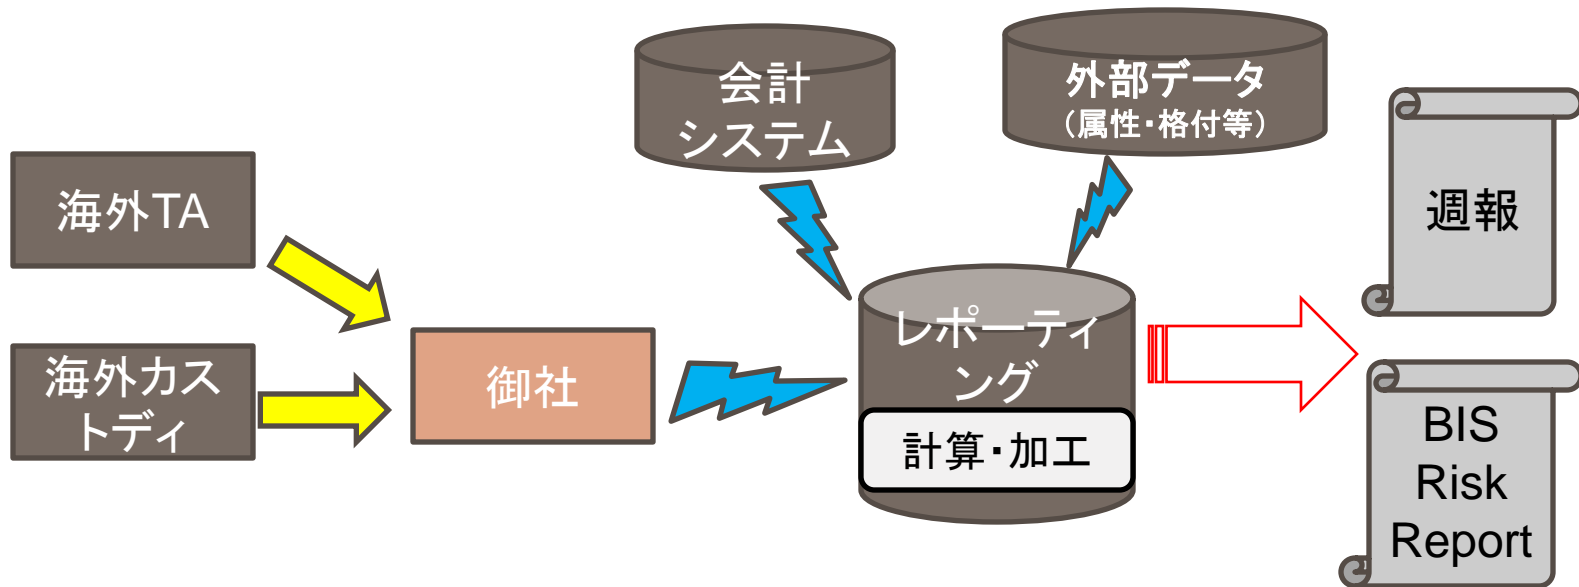 会計
システム
外部データ
（属性・格付等）
海外TA
週報
海外カス
トディ
御社
レポーティ
ング
計算・加工
BIS
Risk
Report